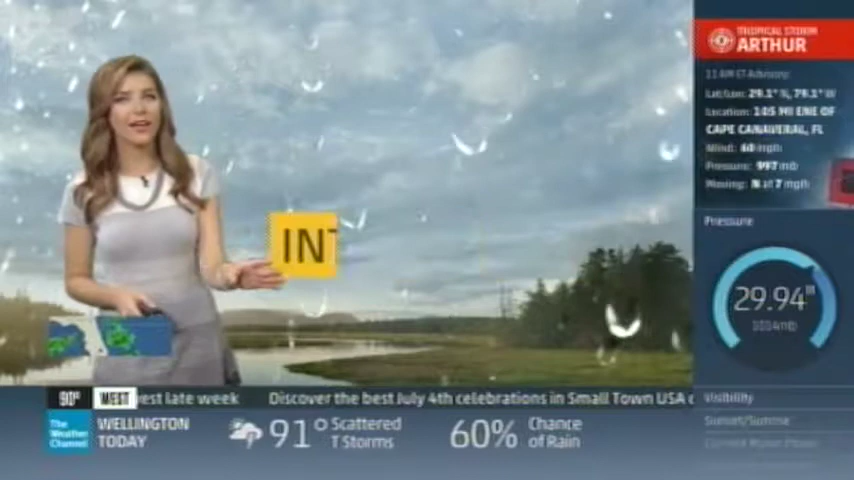 TROPICAL STORM
ARTHUR
11 AM ET Advisory:
Lat/Lon: 29.1° N, 79.1° W
Location: 105 MI ENE OF
CAPE CANAVERAL, FL
Wind: 60 mph
Pressure: 997 mb
Moving: N at 7 mph
IN
Pressure
29.94
1014mb
Visibility
Sunset/Sunrise
90° WEST est late week Discover the best July 4th celebrations in Small Town USA
The
Weather
Channel
WELLINGTON
TODAY
91° Scattered
T Storms
60% Chance
of Rain